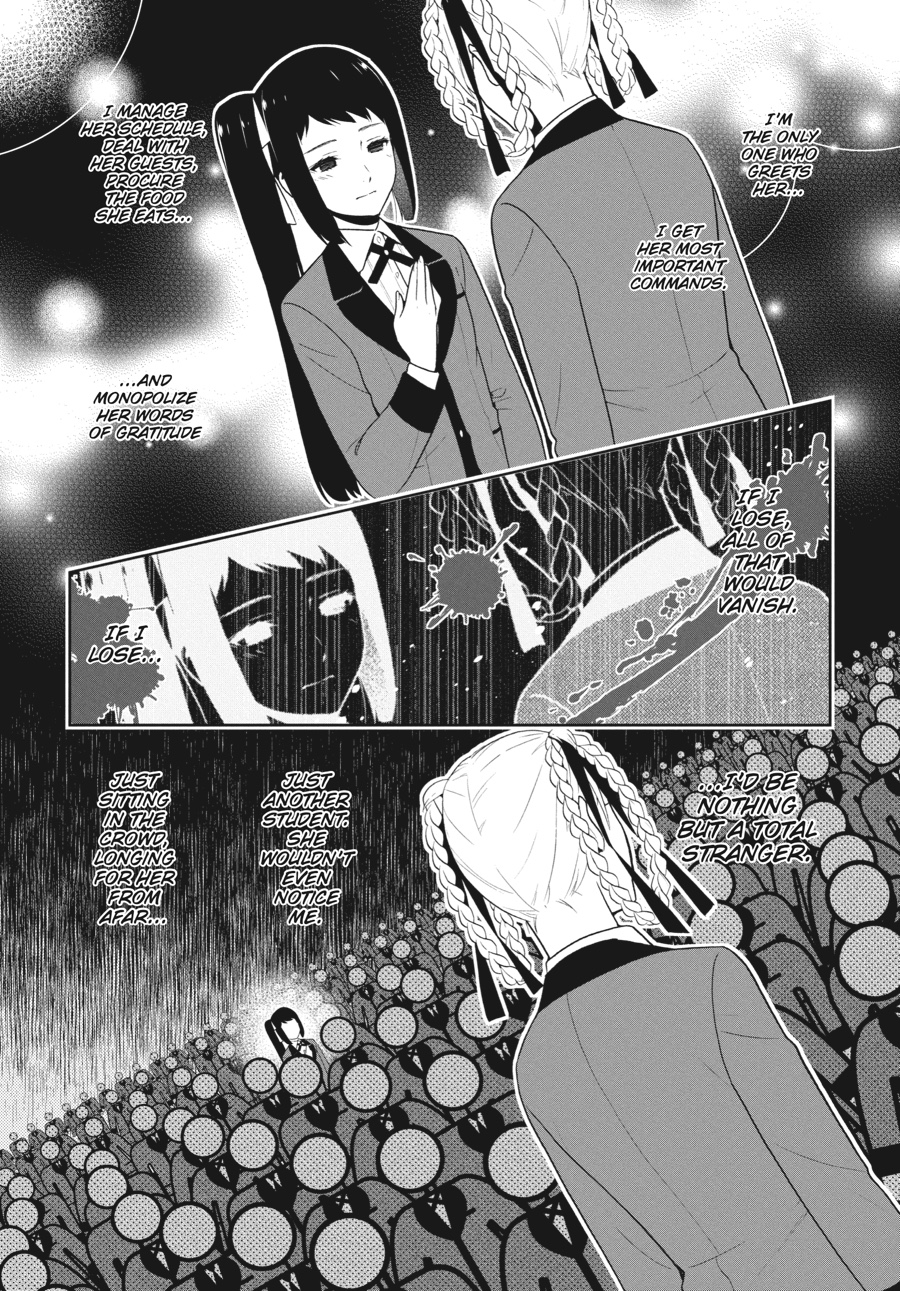 I'M
THE ONLY
ONE WHO
GREETS
HER...
I GET
HER MOST
IMPORTANT
COMMANDS.
I MANAGE
HER SCHEDULE,
DEAL WITH
HER GUESTS,
PROCURE
THE FOOD
SHE EATS...
...AND
MONOPOLIZE
HER WORDS
OF GRATITUDE
IF I
LOSE,
ALL OF
THAT
WOULD
VANISH.
IF I
LOSE...
...I'D BE
NOTHING
BUT A TOTAL
STRANGER.
JUST
ANOTHER
STUDENT.
SHE
WOULDN'T
EVEN
NOTICE
ME.
JUST
SITTING
IN THE
CROWD,
LONGING
FOR HER
FROM
AFAR...